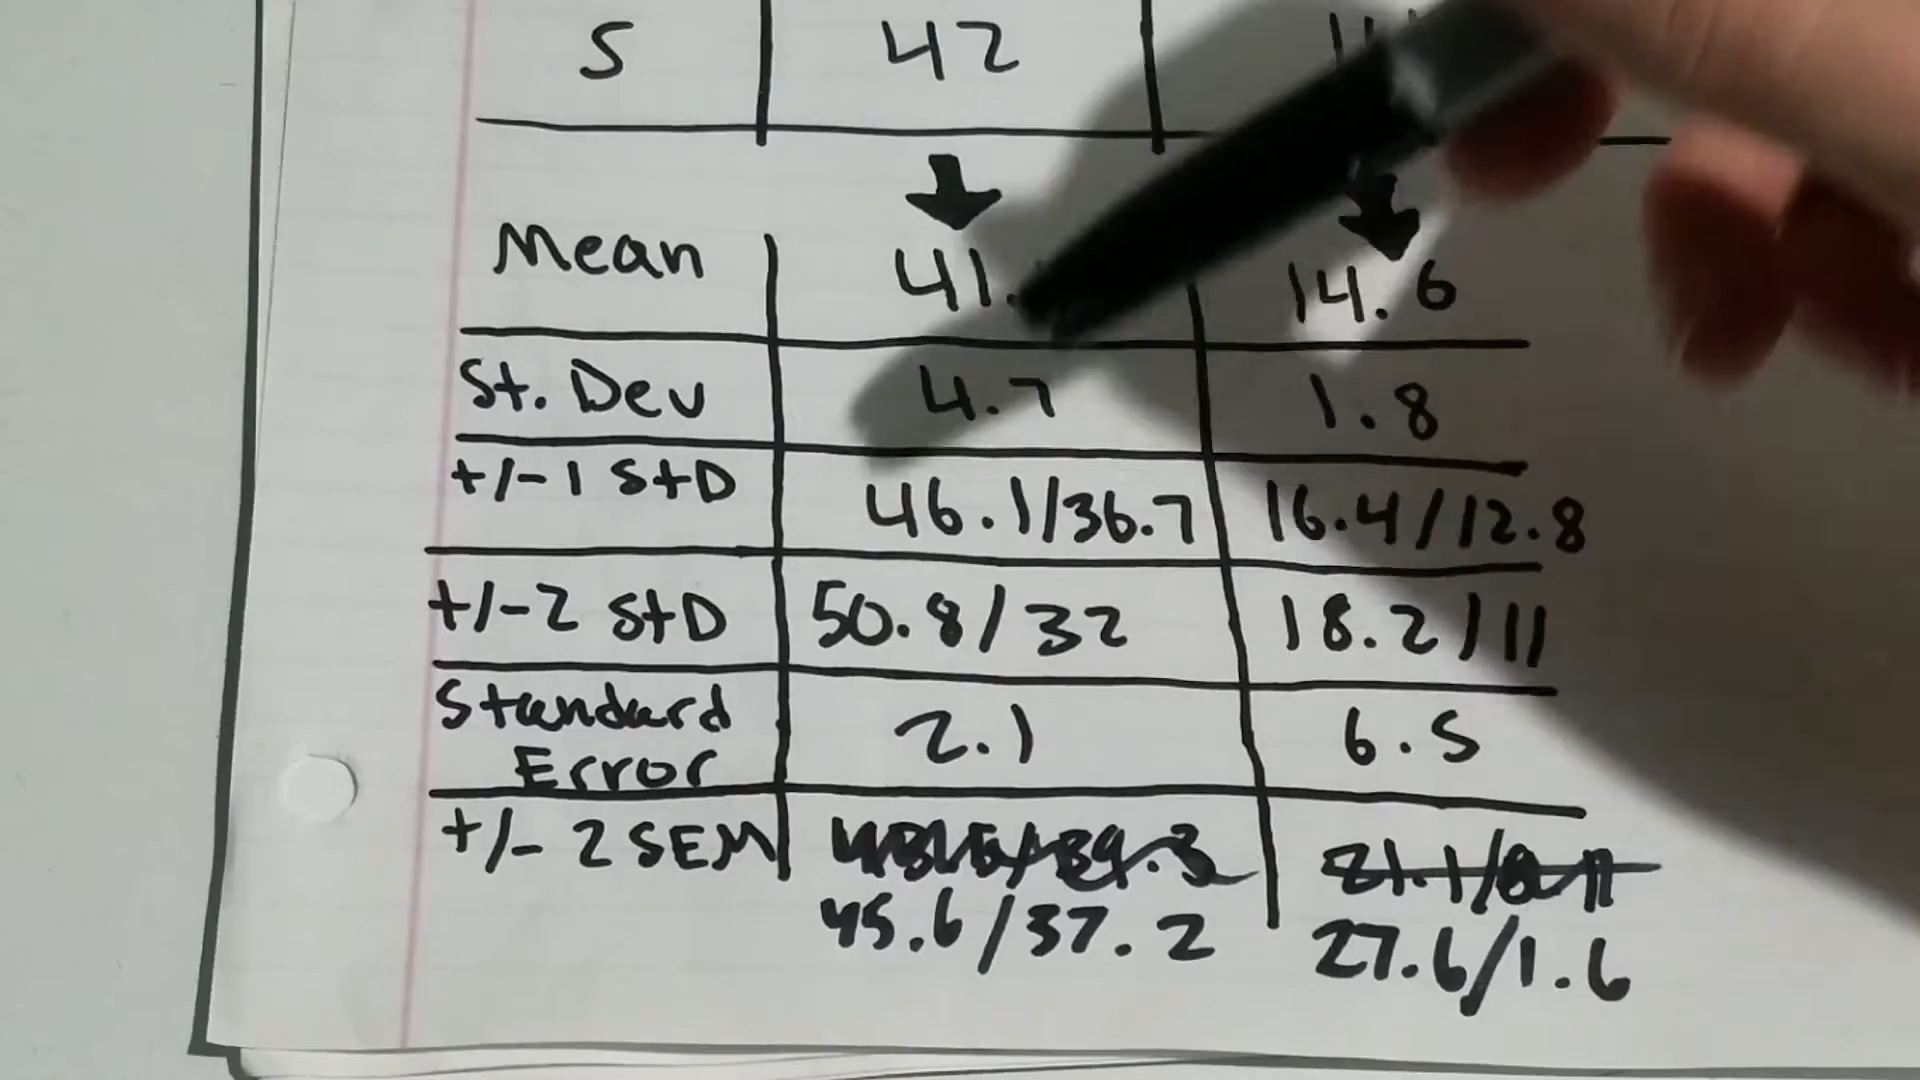 5 42
Mean 41. 14.6
St. Dev 4.7 1.8
+/-1 StD 46.1/36.7 16.4/12.8
+/-2 StD 50.8/32 18.2/11
Standard 2.1 6.5
Error
+/- 2 SEM
45.6/37.2 27.6/1.6